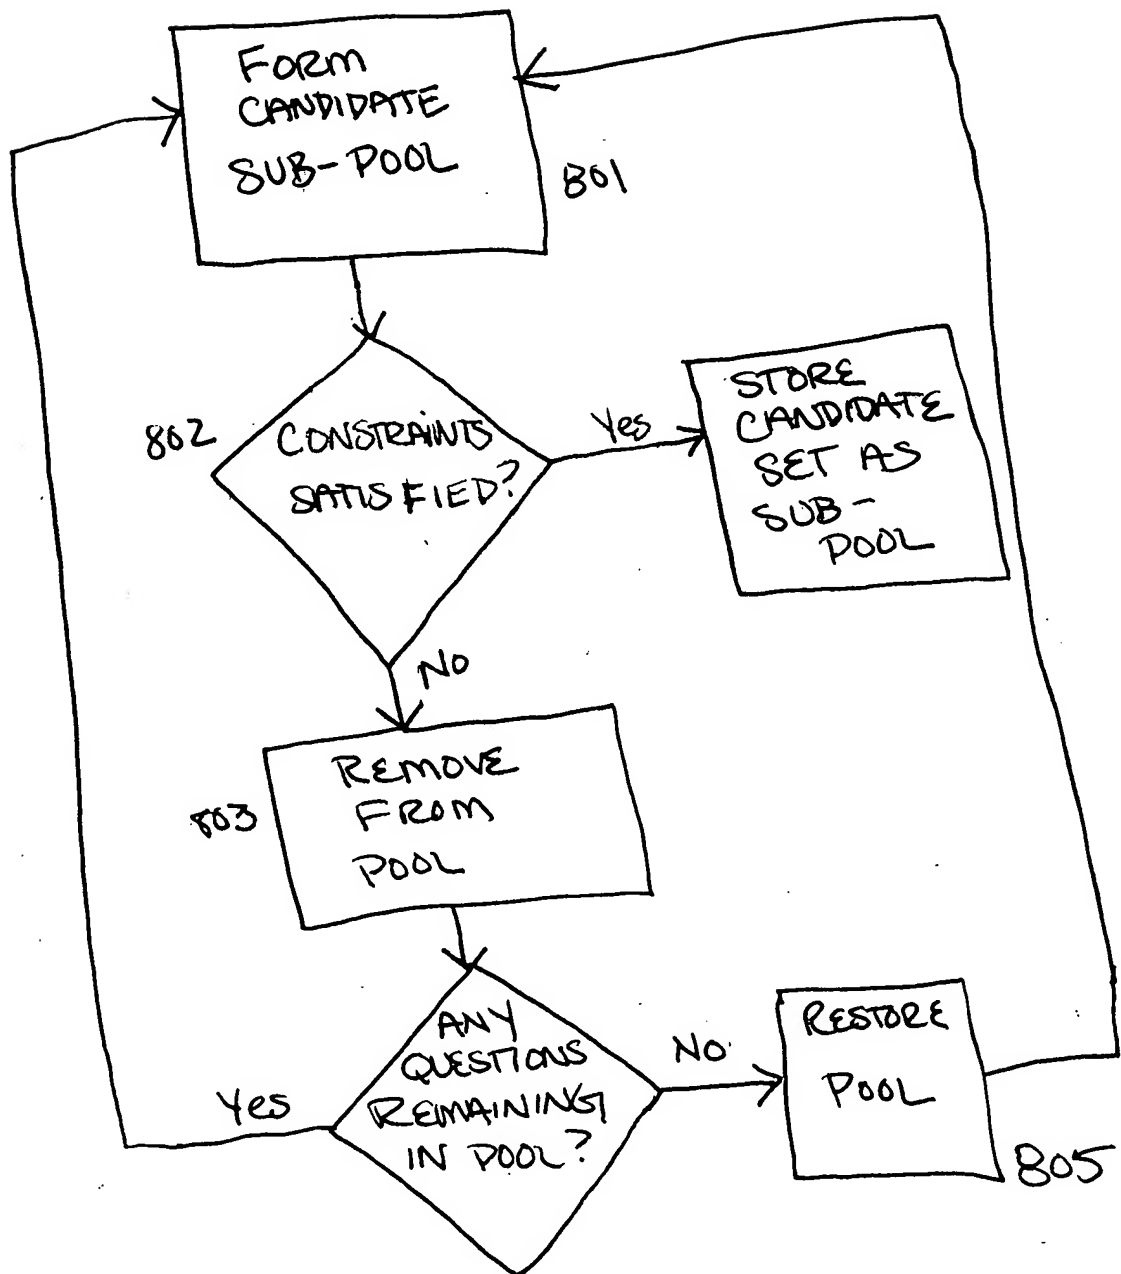 FORM
CANDIDATE
SUB-POOL
801
802
CONSTRAINTS
SATISFIED?
Yes
STORE
CANDIDATE
SET AS
SUB-
POOL
No
803
REMOVE
FROM
POOL
ANY
QUESTIONS
REMAINING
IN POOL?
Yes
No
RESTORE
POOL
805